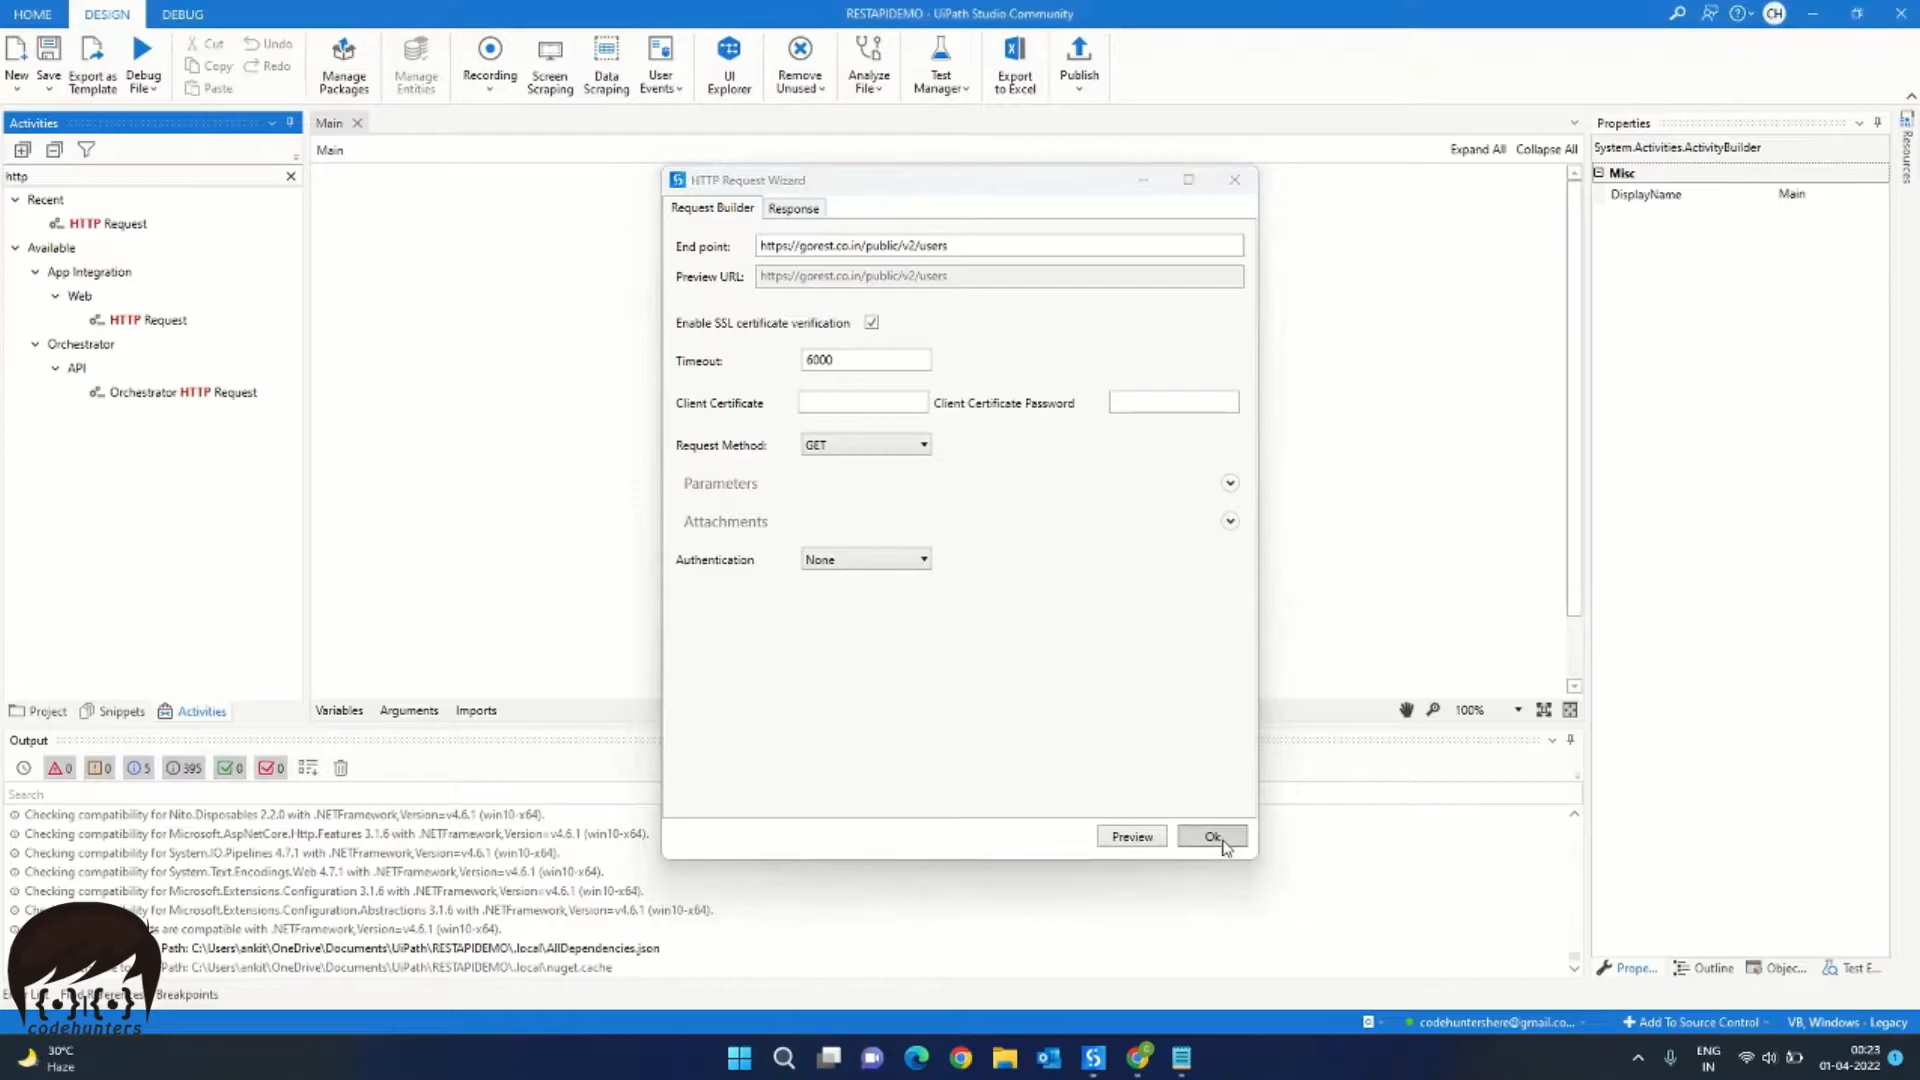 HOME DESIGN DEBUG
RESTAPIDEMO - UiPath Studio Community
CH
New Save Export as Template Debug File
Cut Copy Paste
Undo Redo
Manage Packages
Manage Entities
Recording Screen Scraping Data Scraping User Events
UI Explorer
Remove Unused
Analyze File
Test Manager
Export to Excel
Publish
Activities
http
Recent
HTTP Request
Available
App Integration
Web
HTTP Request
Orchestrator
API
Orchestrator HTTP Request
Project Snippets Activities
Main
Main
Expand All Collapse All
HTTP Request Wizard
Request Builder Response
End point: https://gorest.co.in/public/v2/users
Preview URL: https://gorest.co.in/public/v2/users
Enable SSL certificate verification
Timeout: 6000
Client Certificate Client Certificate Password
Request Method: GET
Parameters
Attachments
Authentication None
Preview Ok
Variables Arguments Imports
100%
Properties
System.Activities.ActivityBuilder
Misc
DisplayName Main
Resources
Output
0 0 5 395 0 0
Search
Checking compatibility for Nito.Disposables 2.2.0 with .NETFramework,Version=v4.6.1 (win10-x64).
Checking compatibility for Microsoft.AspNetCore.Http.Features 3.1.6 with .NETFramework,Version=v4.6.1 (win10-x64).
Checking compatibility for System.IO.Pipelines 4.7.1 with .NETFramework,Version=v4.6.1 (win10-x64).
Checking compatibility for System.Text.Encodings.Web 4.7.1 with .NETFramework,Version=v4.6.1 (win10-x64).
Checking compatibility for Microsoft.Extensions.Configuration 3.1.6 with .NETFramework,Version=v4.6.1 (win10-x64).
ity for Microsoft.Extensions.Configuration.Abstractions 3.1.6 with .NETFramework,Version=v4.6.1 (win10-x64).
are compatible with .NETFramework,Version=v4.6.1 (win10-x64).
Path: C:\Users\ankit\OneDrive\Documents\UiPath\RESTAPIDEMO\.local\AllDependencies.json
Path: C:\Users\ankit\OneDrive\Documents\UiPath\RESTAPIDEMO\.local\nuget.cache
Find References Breakpoints
codehunters
Prope... Outline Objec... Test E...
codehuntershere@gmail.co... Add To Source Control VB, Windows - Legacy
30°C
Haze
ENG
IN
00:23
01-04-2022
1